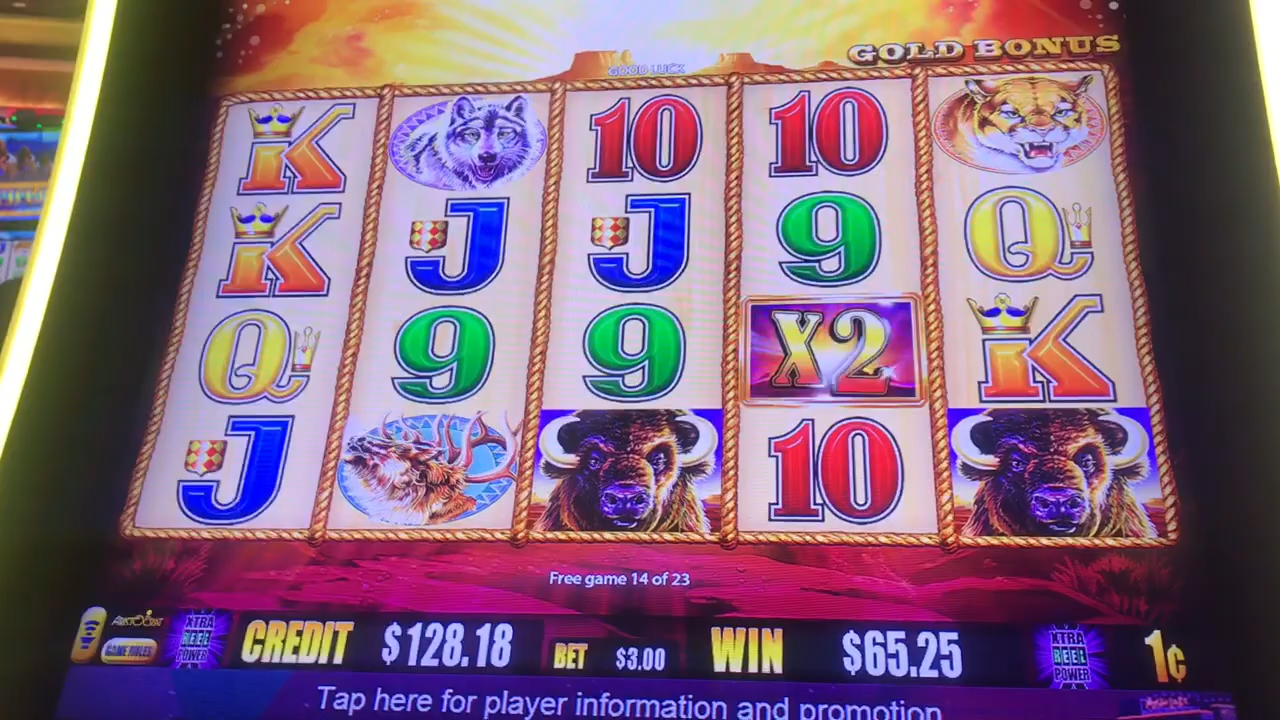 GOLD BONUS
GOOD LUCK
K 10 10
K J J 9 Q
Q 9 9 X2 K
J 10
Free game 14 of 23
ARISTOCRAT
GAME RULES
XTRA REEL POWER
CREDIT $128.18 BET $3.00 WIN $65.25
XTRA REEL POWER
1¢
Tap here for player information and promotion